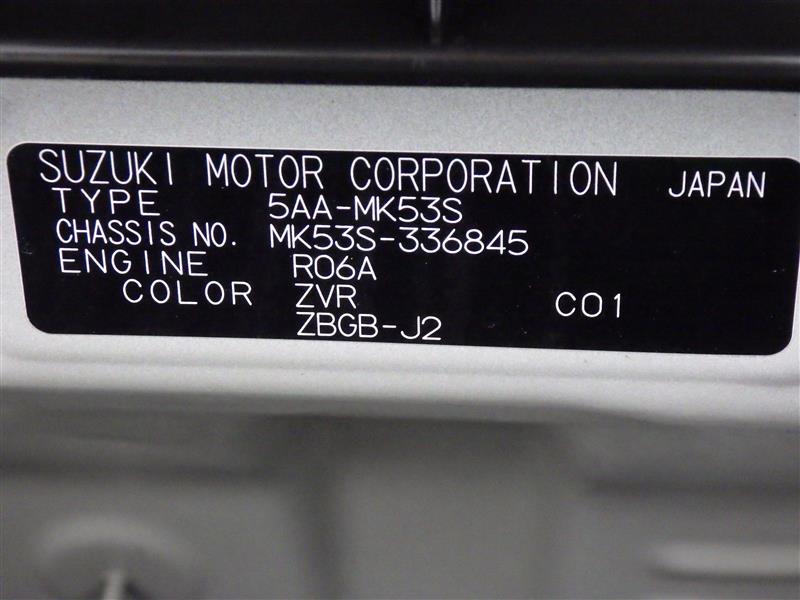 SUZUKI MOTOR CORPORATION JAPAN
TYPE 5AA-MK53S
CHASSIS NO. MK53S-336845
ENGINE R06A
COLOR ZVR C01
ZBGB-J2